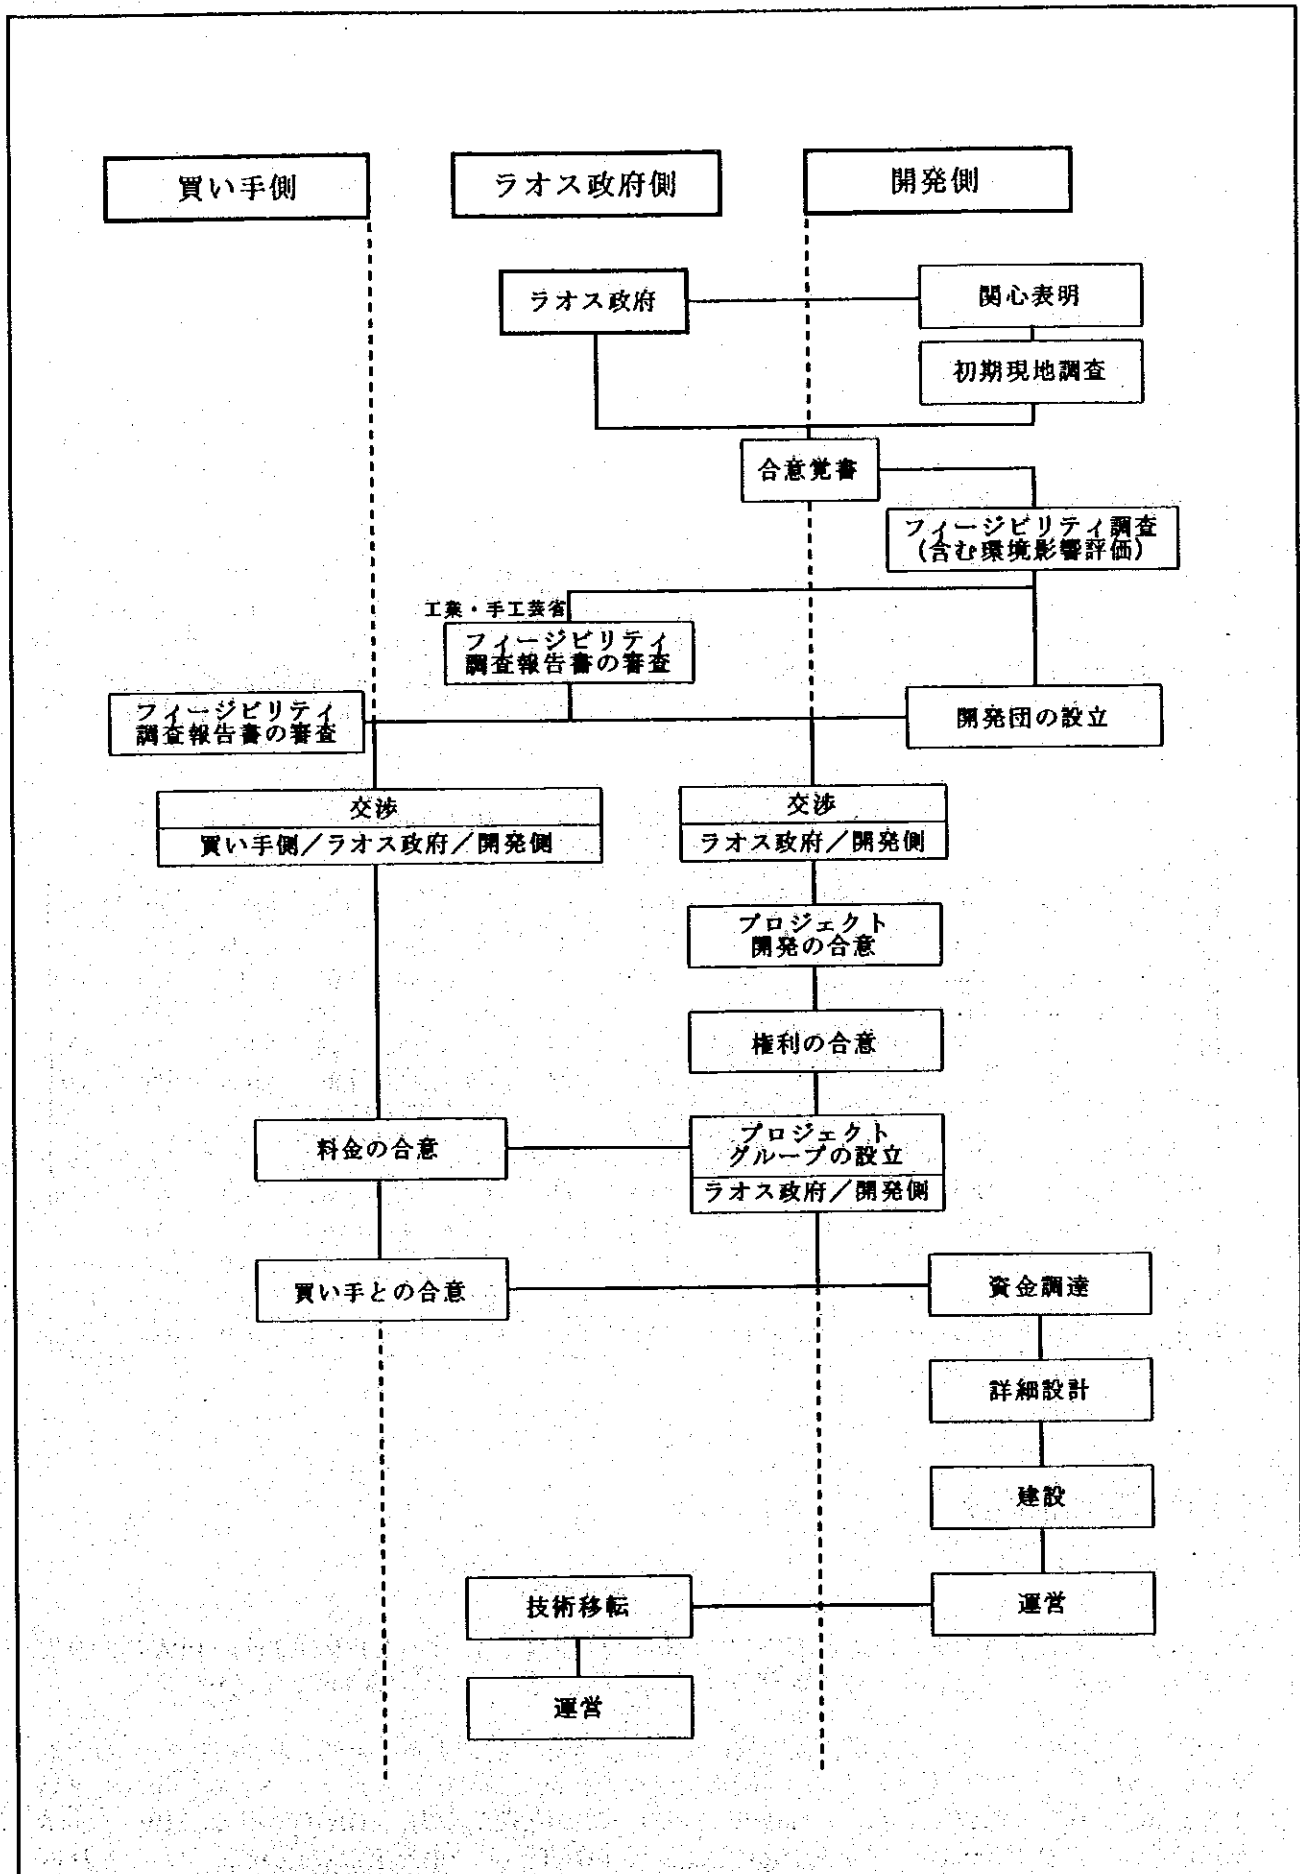 買い手側
ラオス政府側
開発側
ラオス政府
関心表明
初期現地調査
合意覚書
フィージビリティ調査
(含む環境影響評価)
工業・手工芸省
フィージビリティ
調査報告書の審査
フィージビリティ
調査報告書の審査
開発団の設立
交渉
買い手側／ラオス政府／開発側
交渉
ラオス政府／開発側
プロジェクト
開発の合意
権利の合意
料金の合意
プロジェクト
グループの設立
ラオス政府／開発側
買い手との合意
資金調達
詳細設計
建設
技術移転
運営
運営